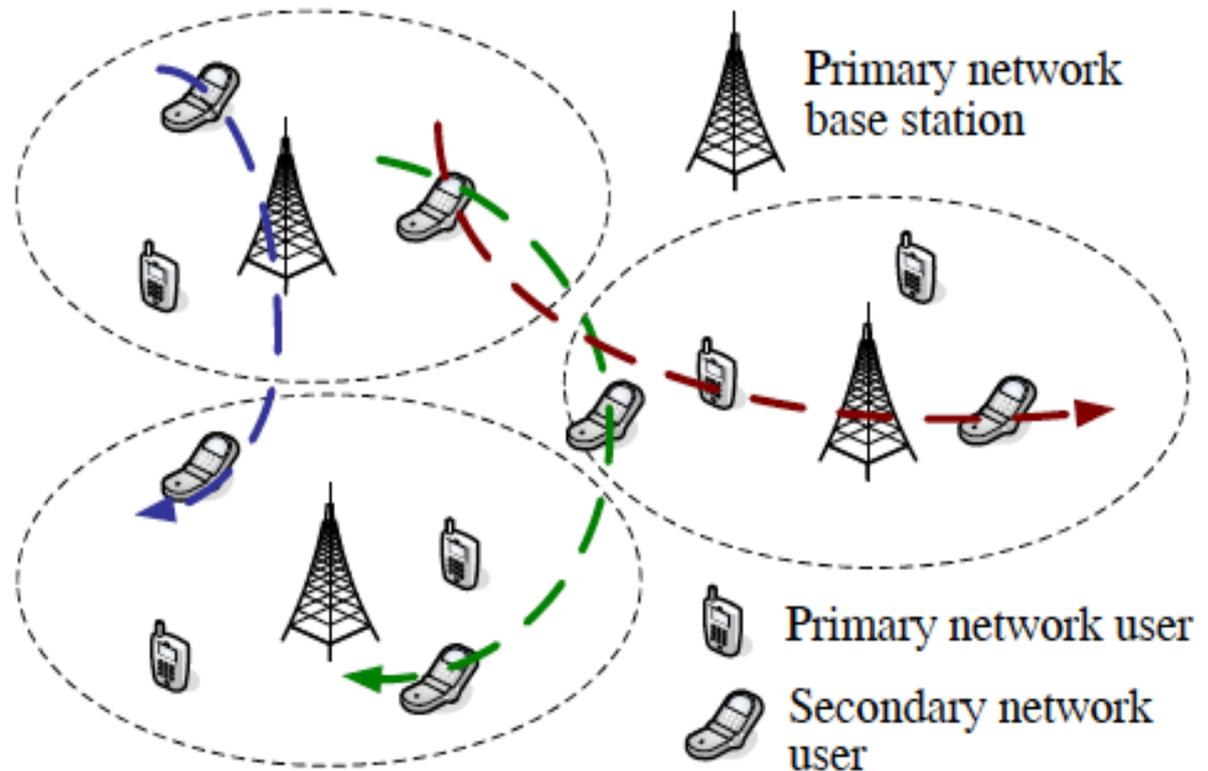 Primary network
base station
Primary network user
Secondary network
user